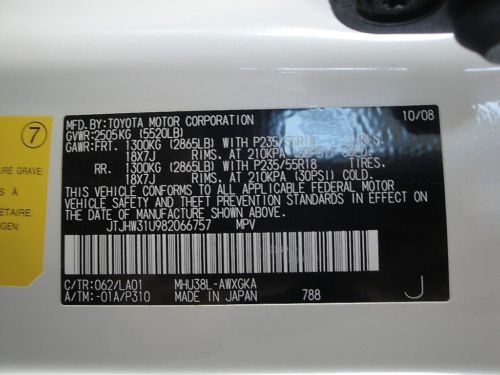 MFD.BY:TOYOTA MOTOR CORPORATION 10/08
GVWR:2505KG (5520LB)
GAWR:FRT. 1300KG (2865LB) WITH P235/55R18 TIRES.
18X7J RIMS. AT 210KPA COLD.
RR. 1300KG (2865LB) WITH P235/55R18 TIRES.
18X7J RIMS. AT 210KPA (30PSI) COLD.
THIS VEHICLE CONFORMS TO ALL APPLICABLE FEDERAL MOTOR
VEHICLE SAFETY AND THEFT PREVENTION STANDARDS IN EFFECT ON
THE DATE OF MANUFACTURE SHOWN ABOVE.
JTJHW31U982066757 MPV
C/TR:062/LA01 MHU38L-AWXGKA
A/TM:-01A/P310 MADE IN JAPAN 788 J
7
URE GRAVE
ÉTAIRE.